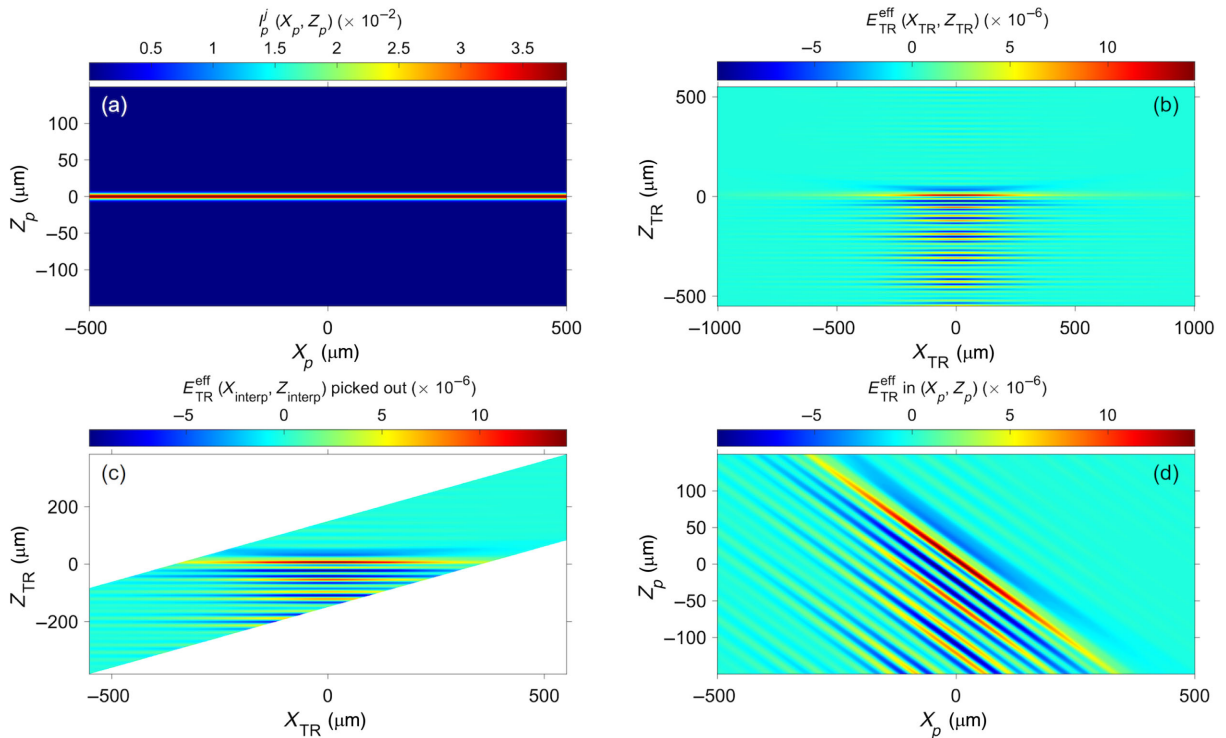 I_p^j (X_p, Z_p) (× 10^−2)
0.5 1 1.5 2 2.5 3 3.5
(a)
100
50
0
−50
−100
Z_p (μm)
−500 0 500
X_p (μm)
E_TR^eff (X_TR, Z_TR) (× 10^−6)
−5 0 5 10
(b)
500
0
−500
Z_TR (μm)
−1000 −500 0 500 1000
X_TR (μm)
E_TR^eff (X_interp, Z_interp) picked out (× 10^−6)
−5 0 5 10
(c)
200
0
−200
Z_TR (μm)
−500 0 500
X_TR (μm)
E_TR^eff in (X_p, Z_p) (× 10^−6)
−5 0 5 10
(d)
100
50
0
−50
−100
Z_p (μm)
−500 0 500
X_p (μm)